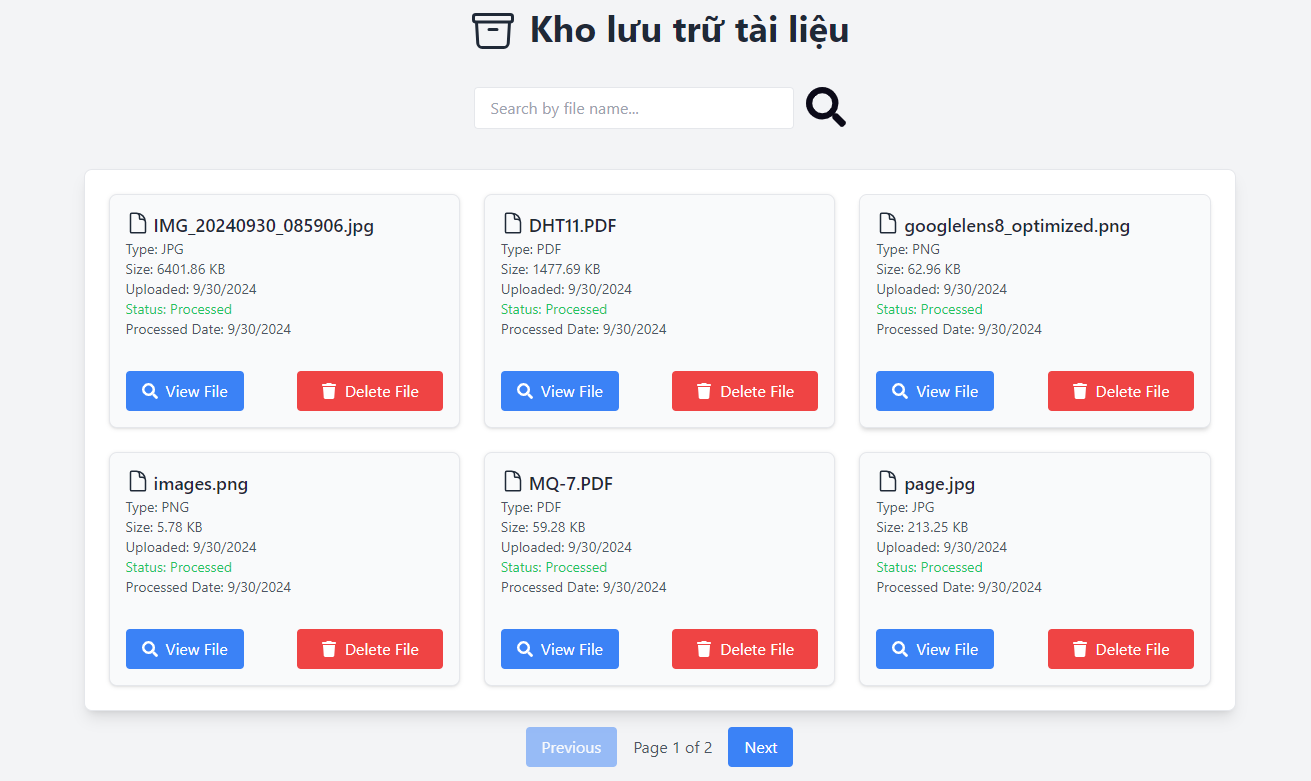 Kho lưu trữ tài liệu
Search by file name...
IMG_20240930_085906.jpg
Type: JPG
Size: 6401.86 KB
Uploaded: 9/30/2024
Status: Processed
Processed Date: 9/30/2024
View File
Delete File
DHT11.PDF
Type: PDF
Size: 1477.69 KB
Uploaded: 9/30/2024
Status: Processed
Processed Date: 9/30/2024
View File
Delete File
googlelens8_optimized.png
Type: PNG
Size: 62.96 KB
Uploaded: 9/30/2024
Status: Processed
Processed Date: 9/30/2024
View File
Delete File
images.png
Type: PNG
Size: 5.78 KB
Uploaded: 9/30/2024
Status: Processed
Processed Date: 9/30/2024
View File
Delete File
MQ-7.PDF
Type: PDF
Size: 59.28 KB
Uploaded: 9/30/2024
Status: Processed
Processed Date: 9/30/2024
View File
Delete File
page.jpg
Type: JPG
Size: 213.25 KB
Uploaded: 9/30/2024
Status: Processed
Processed Date: 9/30/2024
View File
Delete File
Previous
Page 1 of 2
Next